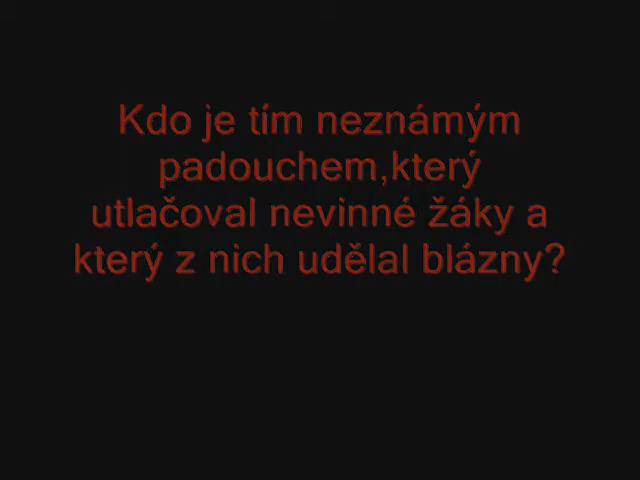 Kdo je tím neznámým
padouchem,který
utlačoval nevinné žáky a
který z nich udělal blázny?